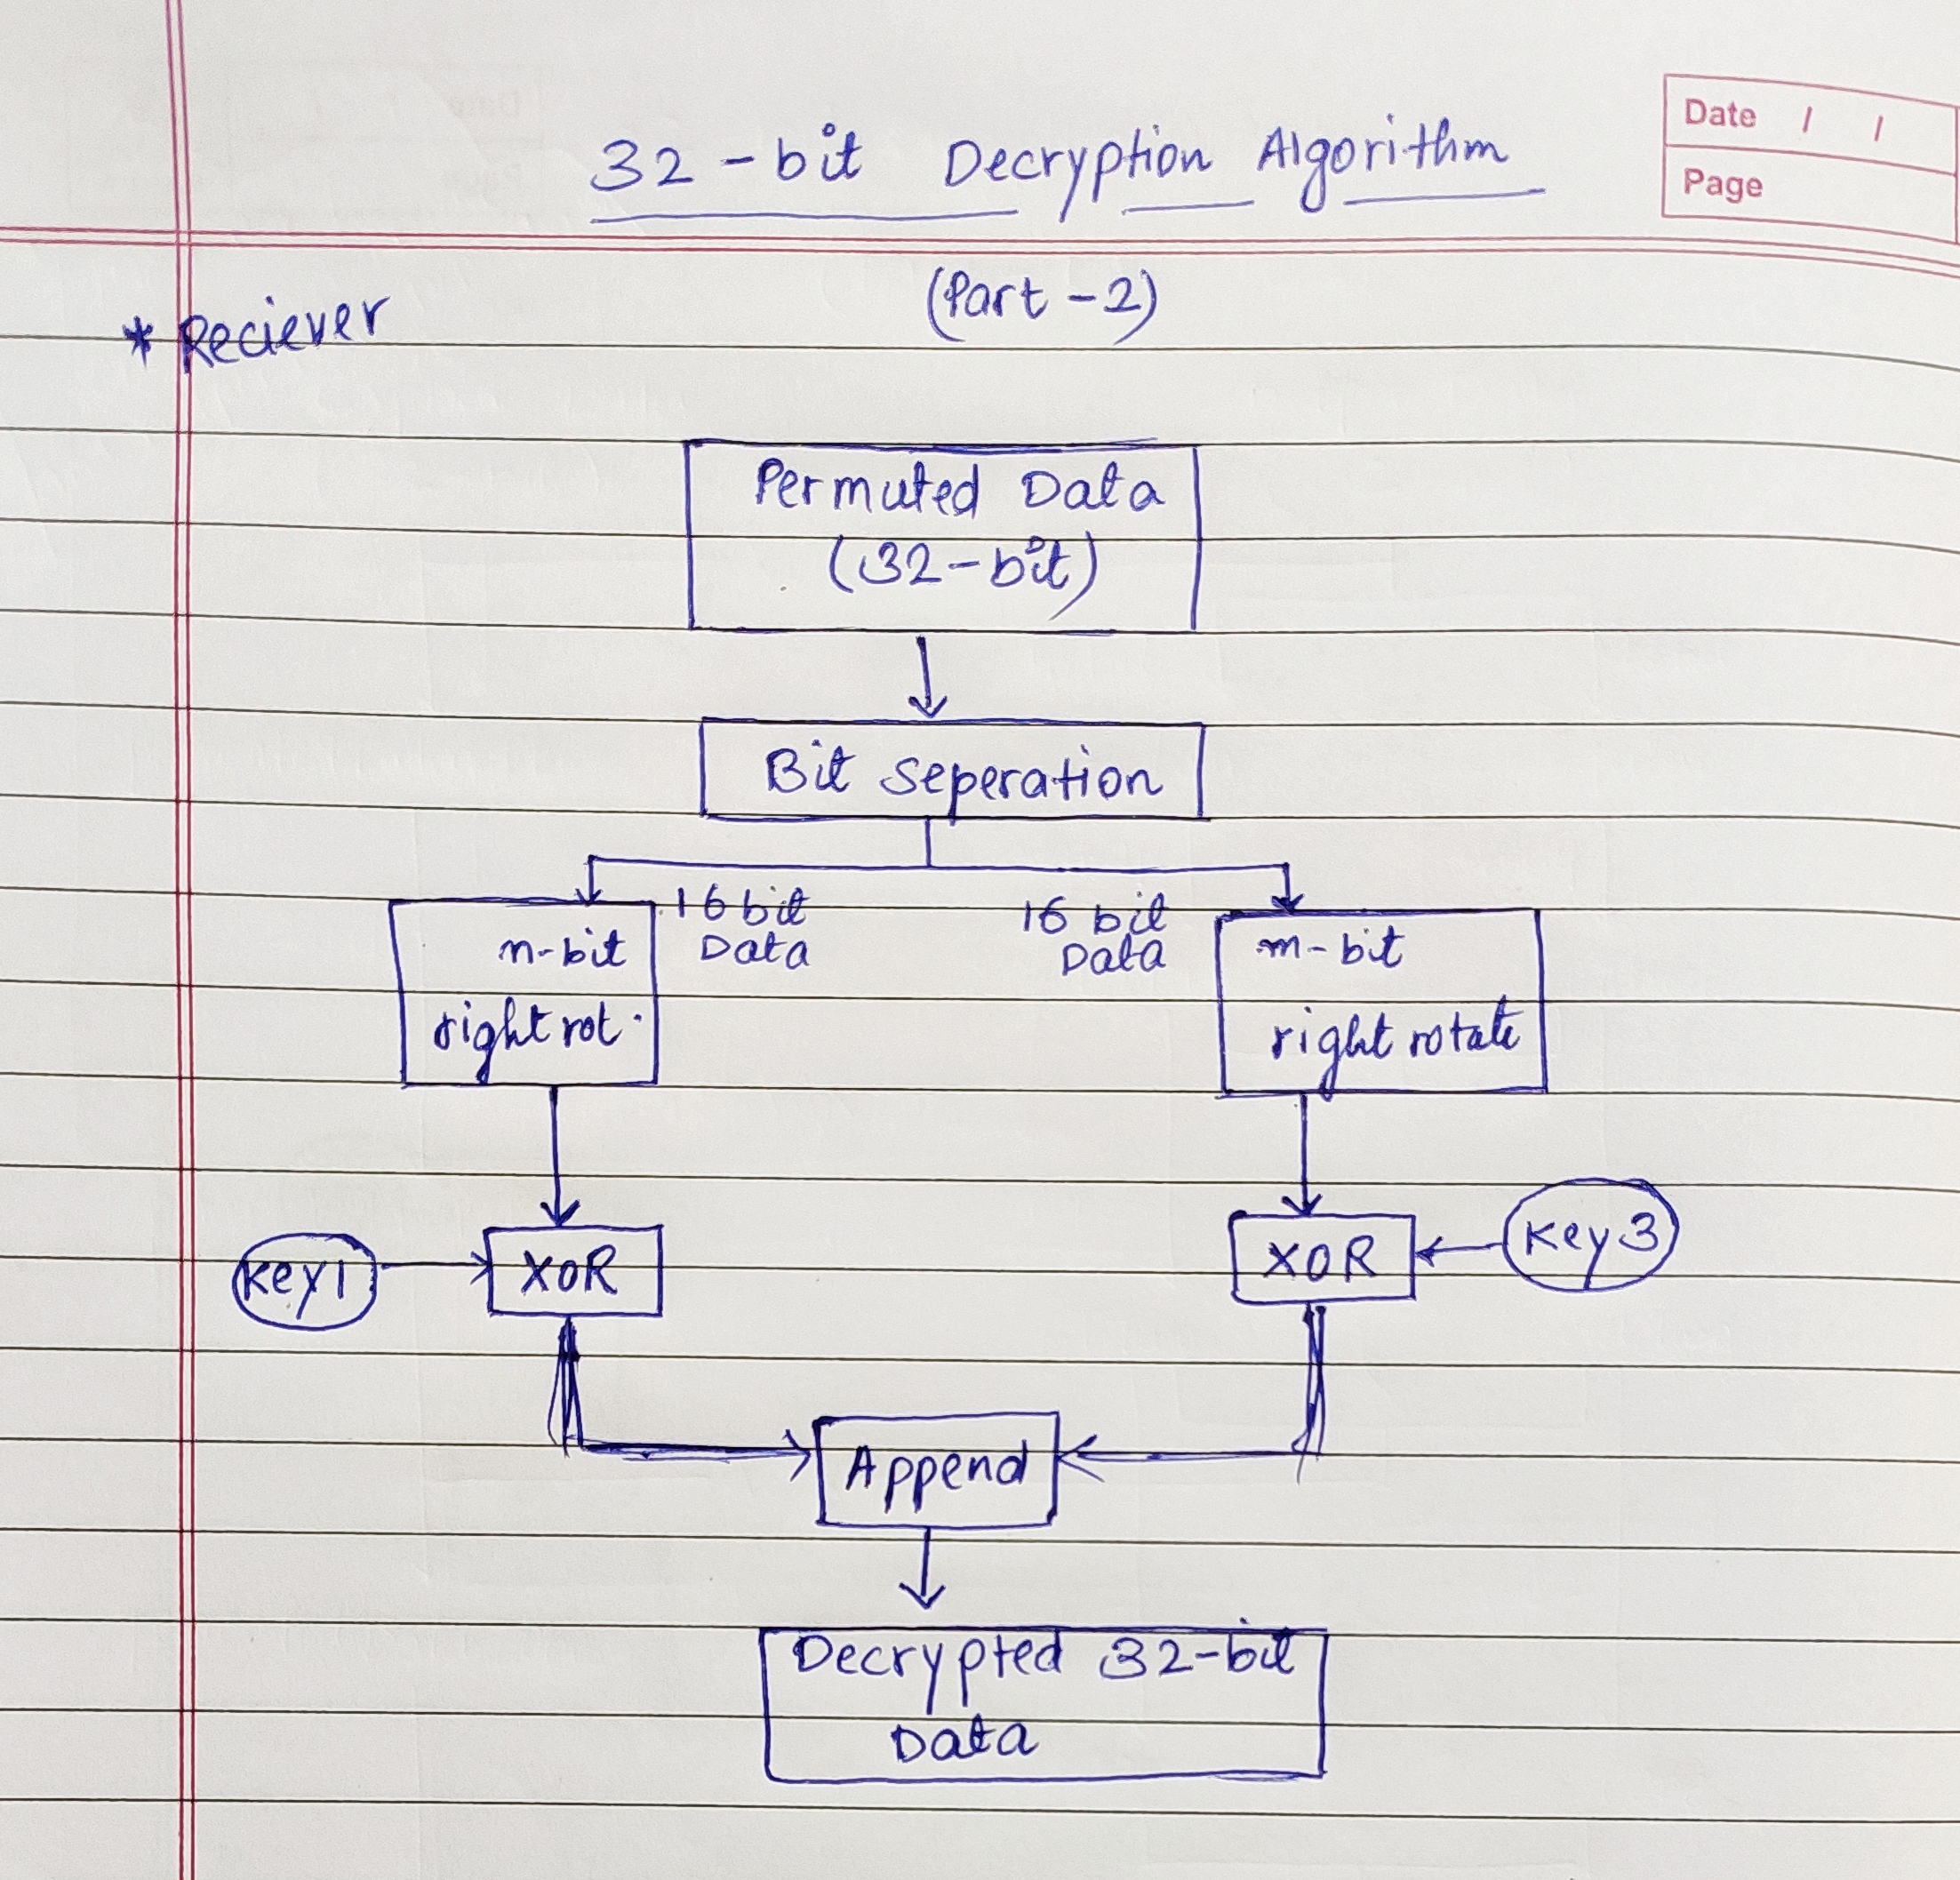 32-bit Decryption Algorithm
Date / /
Page
(Part-2)
* Reciever
Permuted Data
(32-bit)
Bit seperation
16 bit
Data
16 bit
Data
n-bit
right rot.
m-bit
right rotate
Key1
XOR
XOR
Key3
Append
Decrypted 32-bit
Data